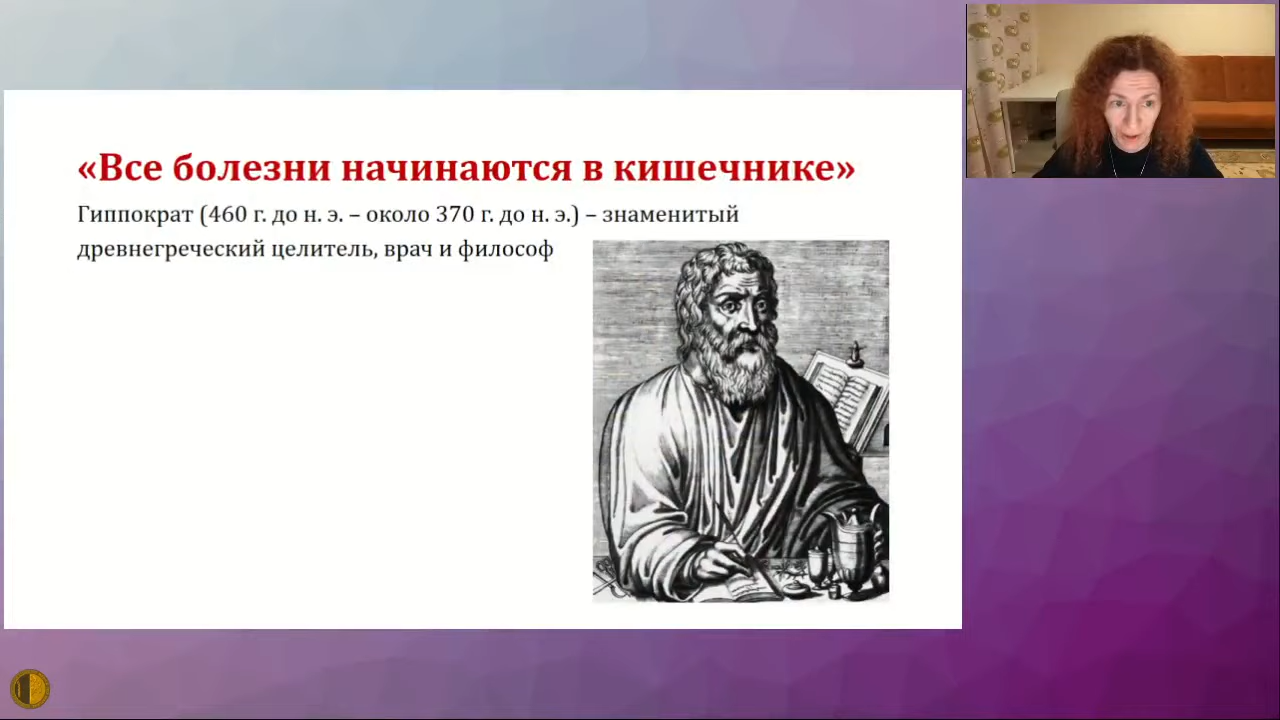 «Все болезни начинаются в кишечнике»
Гиппократ (460 г. до н. э. – около 370 г. до н. э.) – знаменитый
древнегреческий целитель, врач и философ